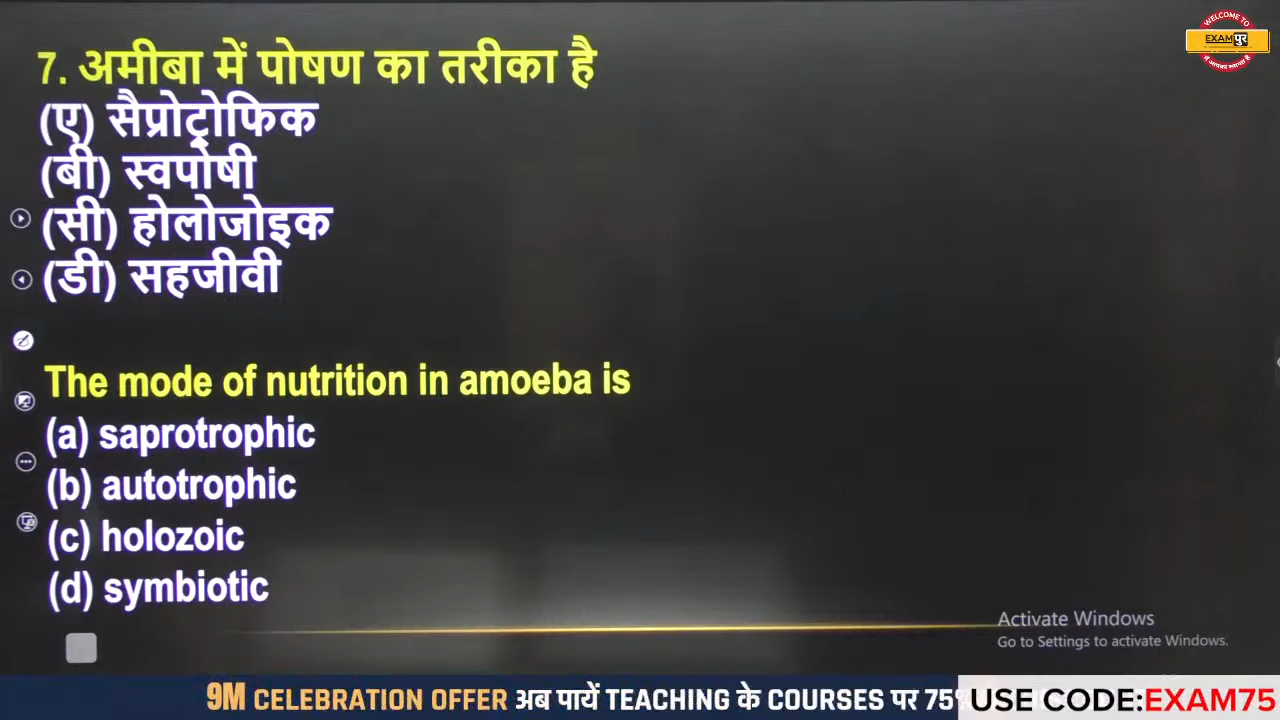 WELCOME TO
EXAM पुर
7. अमीबा में पोषण का तरीका है
(ए) सैप्रोट्रोफिक
(बी) स्वपोषी
(सी) होलोजोइक
(डी) सहजीवी
The mode of nutrition in amoeba is
(a) saprotrophic
(b) autotrophic
(c) holozoic
(d) symbiotic
Activate Windows
Go to Settings to activate Windows.
9M CELEBRATION OFFER अब पायें TEACHING के COURSES पर 75%
USE CODE:EXAM75